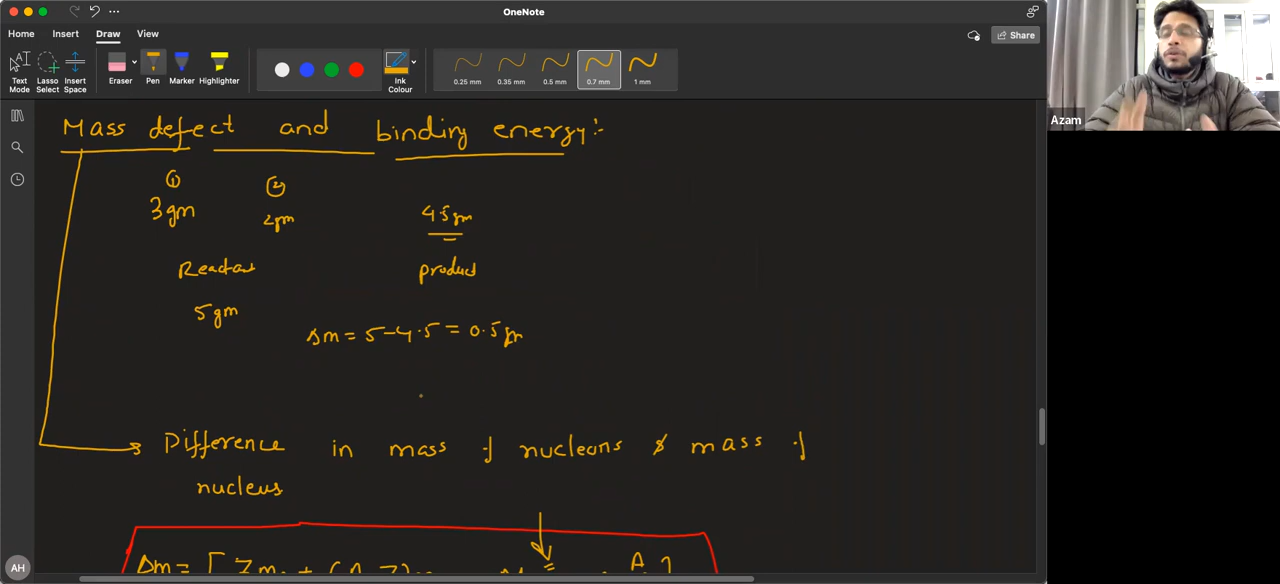 OneNote
Home Insert Draw View
Share
Text Mode Lasso Select Insert Space Eraser Pen Marker Highlighter Ink Colour 0.25 mm 0.35 mm 0.5 mm 0.7 mm 1 mm
Azam
Mass defect and binding energy :-
① ②
3gm 2gm 4.5gm
Reactant product
5gm
Δm = 5-4.5 = 0.5gm
Difference in mass of nucleons & mass of
nucleus
Δm = [
AH